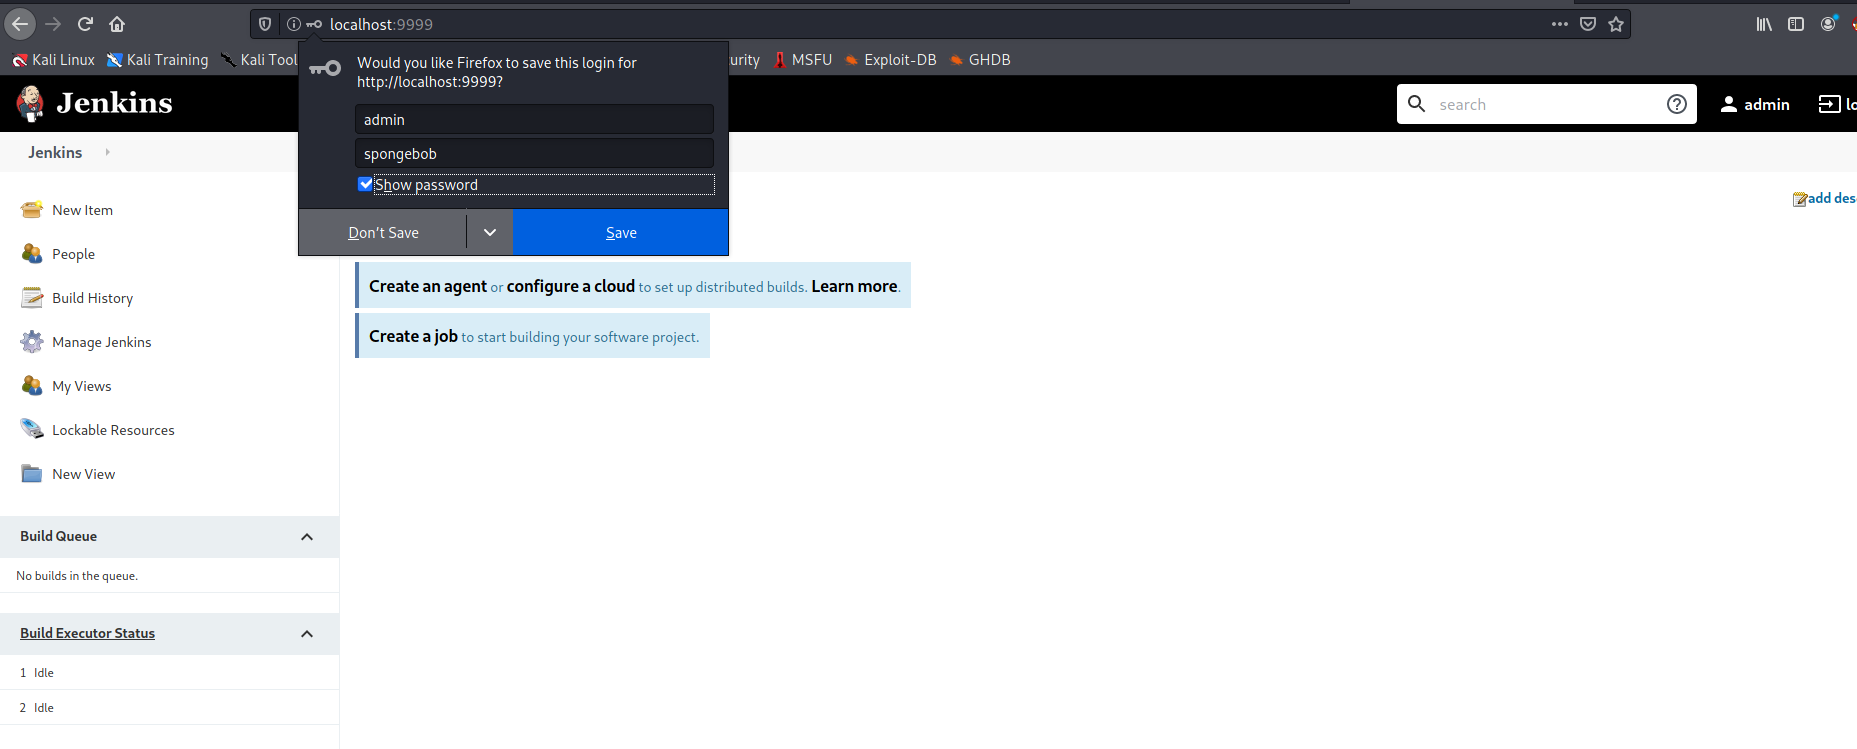 localhost:9999
Kali Linux Kali Training Kali Tool urity MSFU Exploit-DB GHDB
Would you like Firefox to save this login for
http://localhost:9999?
admin
spongebob
Show password
Don't Save Save
Jenkins search admin lo
Jenkins
add des
New Item
People
Build History
Manage Jenkins
My Views
Lockable Resources
New View
Create an agent or configure a cloud to set up distributed builds. Learn more.
Create a job to start building your software project.
Build Queue
No builds in the queue.
Build Executor Status
1 Idle
2 Idle